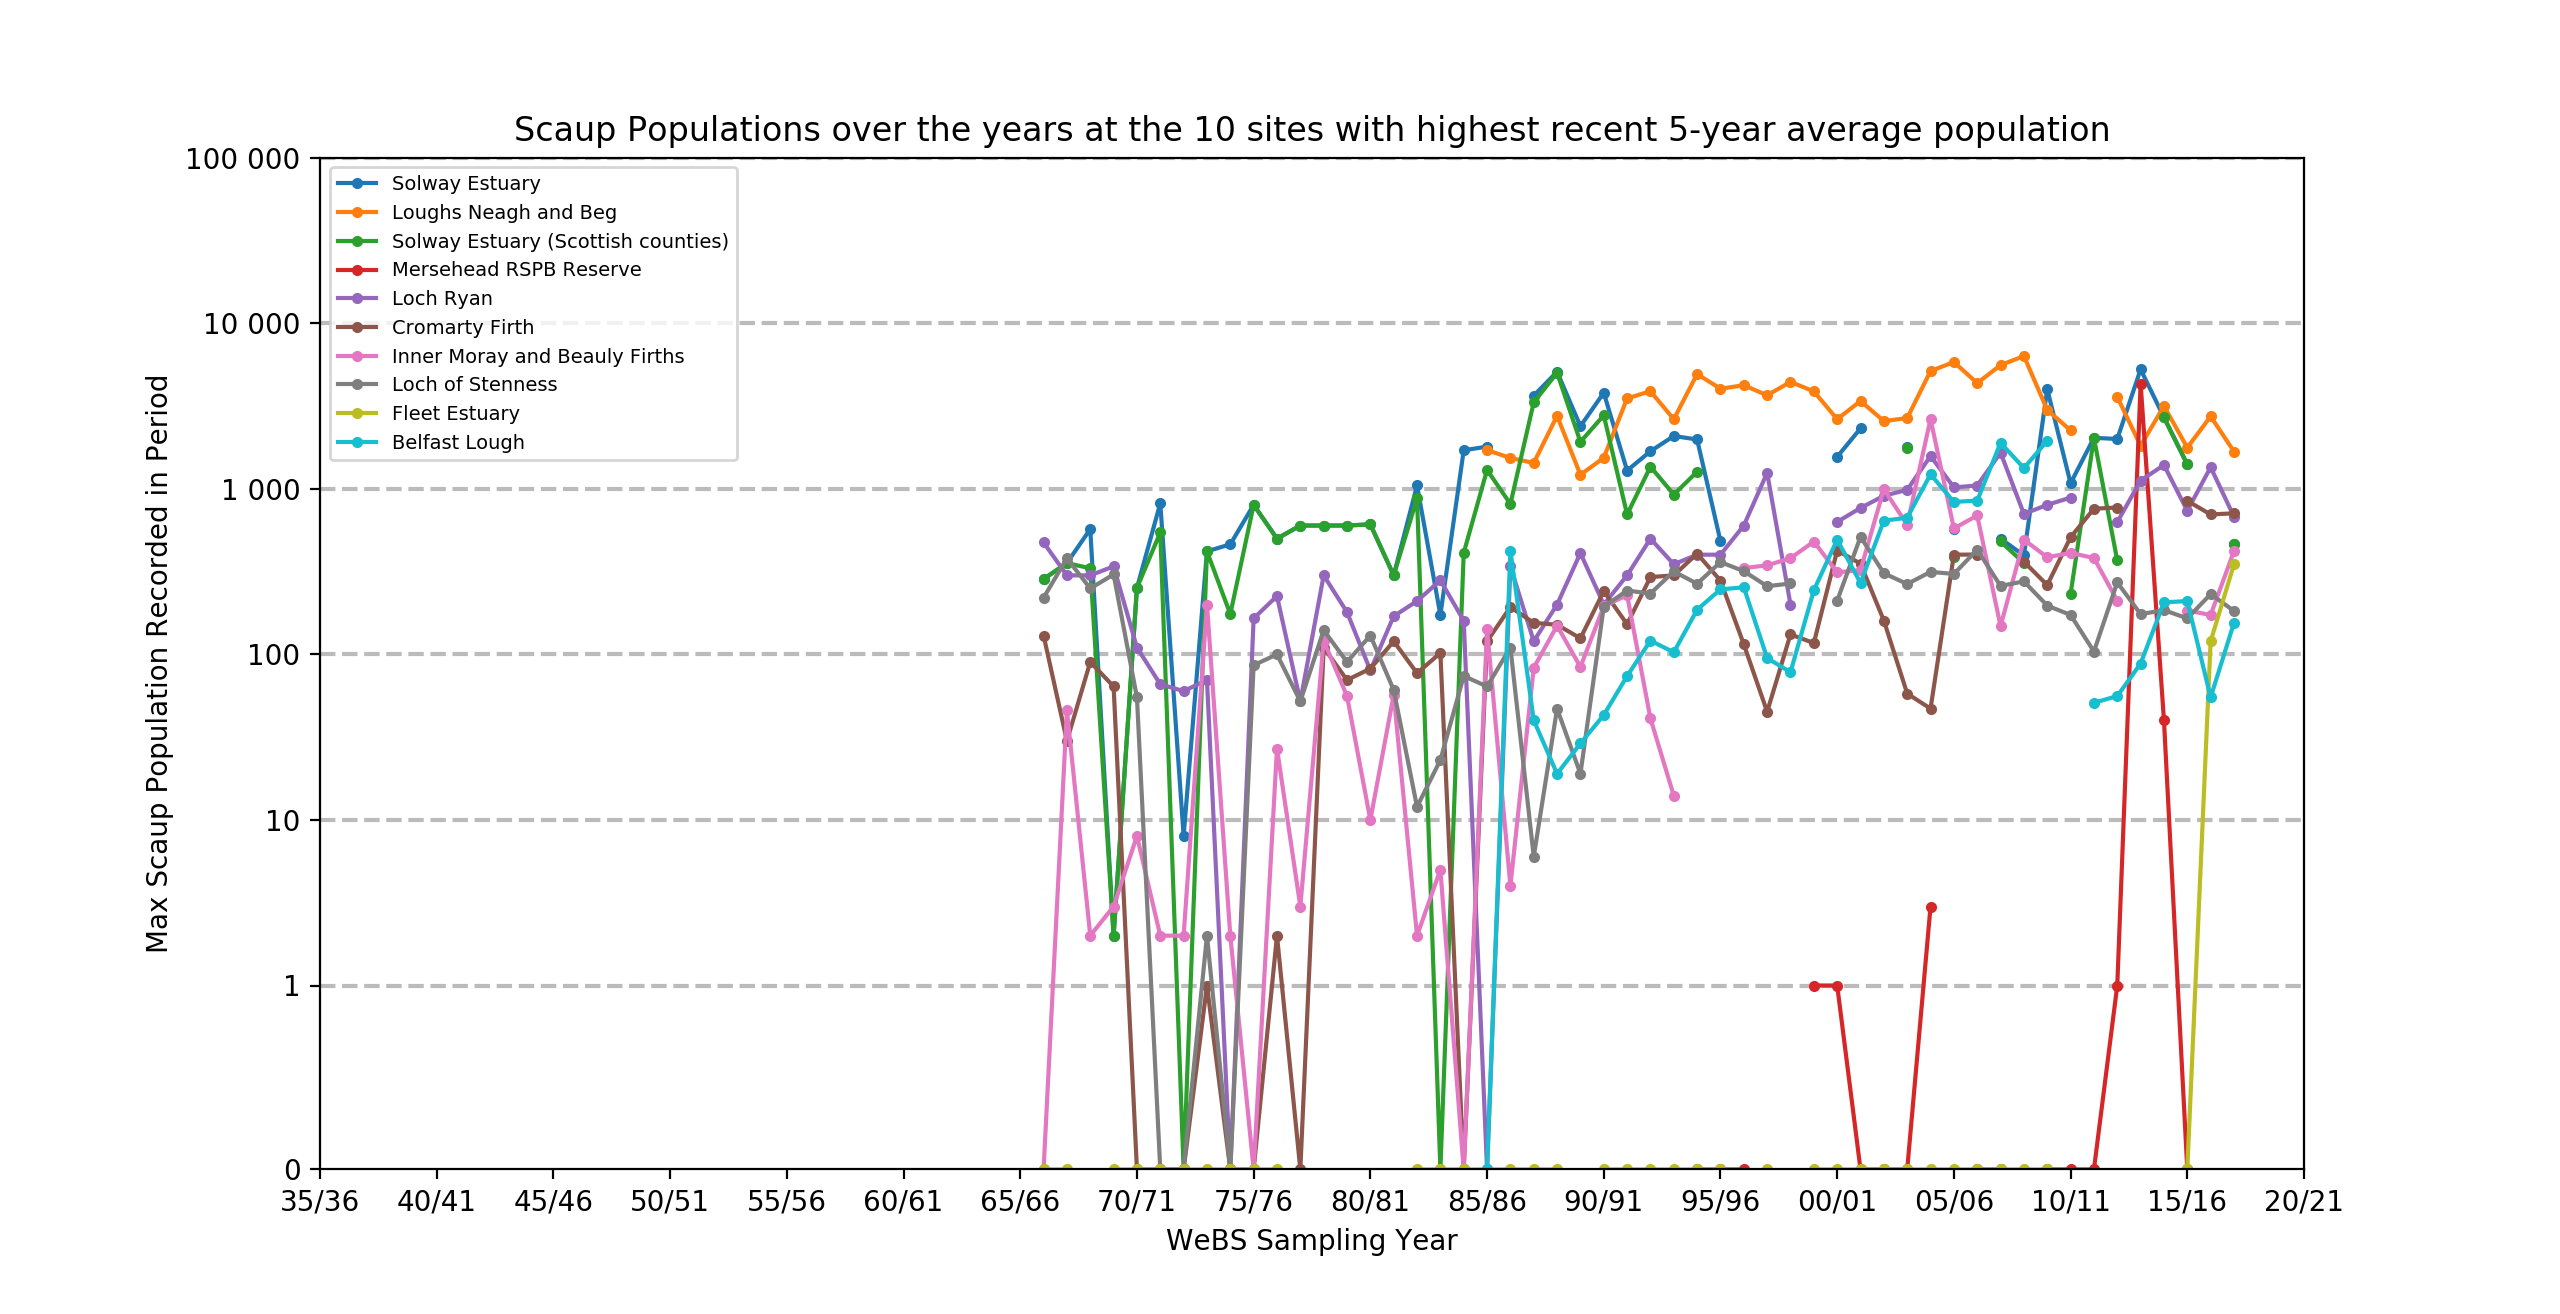 Scaup Populations over the years at the 10 sites with highest recent 5-year average population
100 000
10 000
1 000
100
10
1
0
Max Scaup Population Recorded in Period
Solway Estuary
Loughs Neagh and Beg
Solway Estuary (Scottish counties)
Mersehead RSPB Reserve
Loch Ryan
Cromarty Firth
Inner Moray and Beauly Firths
Loch of Stenness
Fleet Estuary
Belfast Lough
35/36 40/41 45/46 50/51 55/56 60/61 65/66 70/71 75/76 80/81 85/86 90/91 95/96 00/01 05/06 10/11 15/16 20/21
WeBS Sampling Year